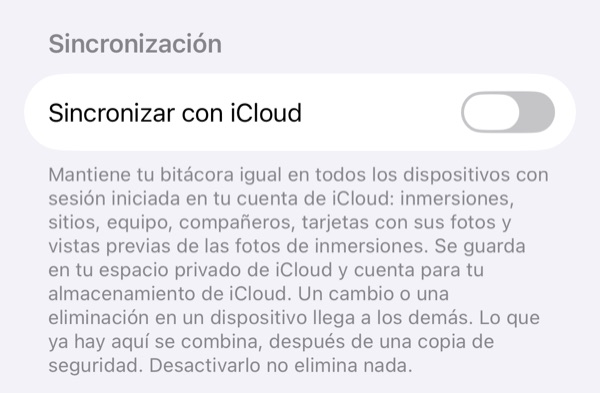 Sincronización
Sincronizar con iCloud
Mantiene tu bitácora igual en todos los dispositivos con
sesión iniciada en tu cuenta de iCloud: inmersiones,
sitios, equipo, compañeros, tarjetas con sus fotos y
vistas previas de las fotos de inmersiones. Se guarda
en tu espacio privado de iCloud y cuenta para tu
almacenamiento de iCloud. Un cambio o una
eliminación en un dispositivo llega a los demás. Lo que
ya hay aquí se combina, después de una copia de
seguridad. Desactivarlo no elimina nada.